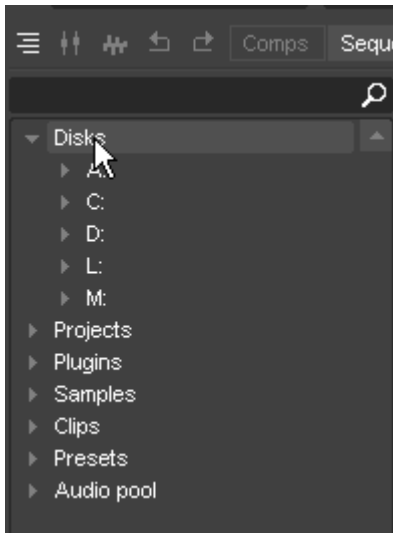 Comps Sequ
Disks
A:
C:
D:
L:
M:
Projects
Plugins
Samples
Clips
Presets
Audio pool